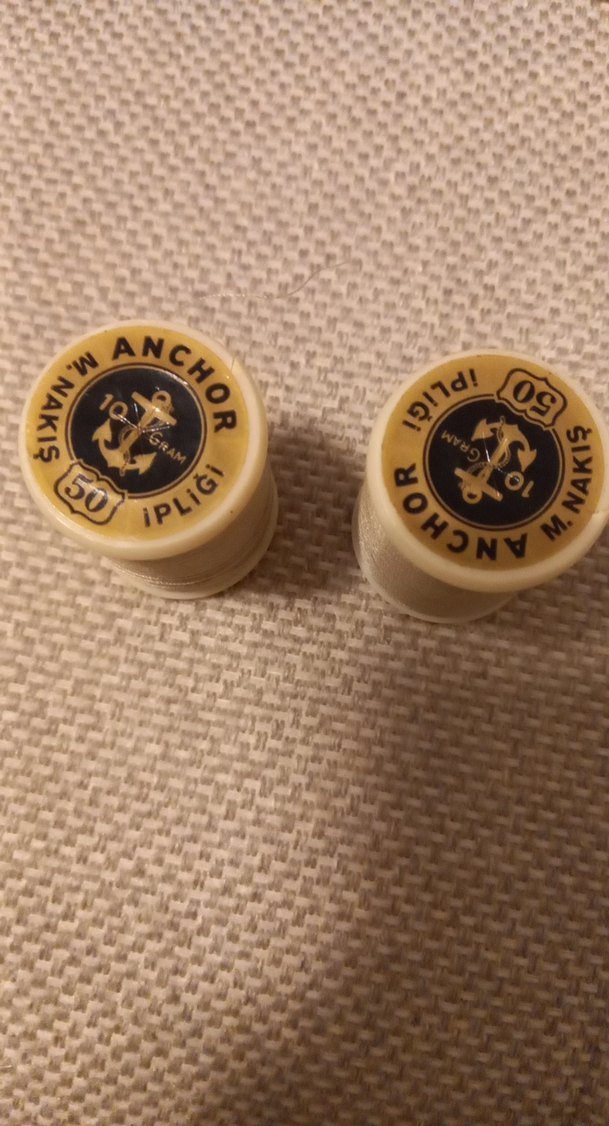 ANCHOR
M. NAKIŞ
50
İPLİĞİ
10
GRAM
ANCHOR
M. NAKIŞ
50
İPLİĞİ
10
GRAM